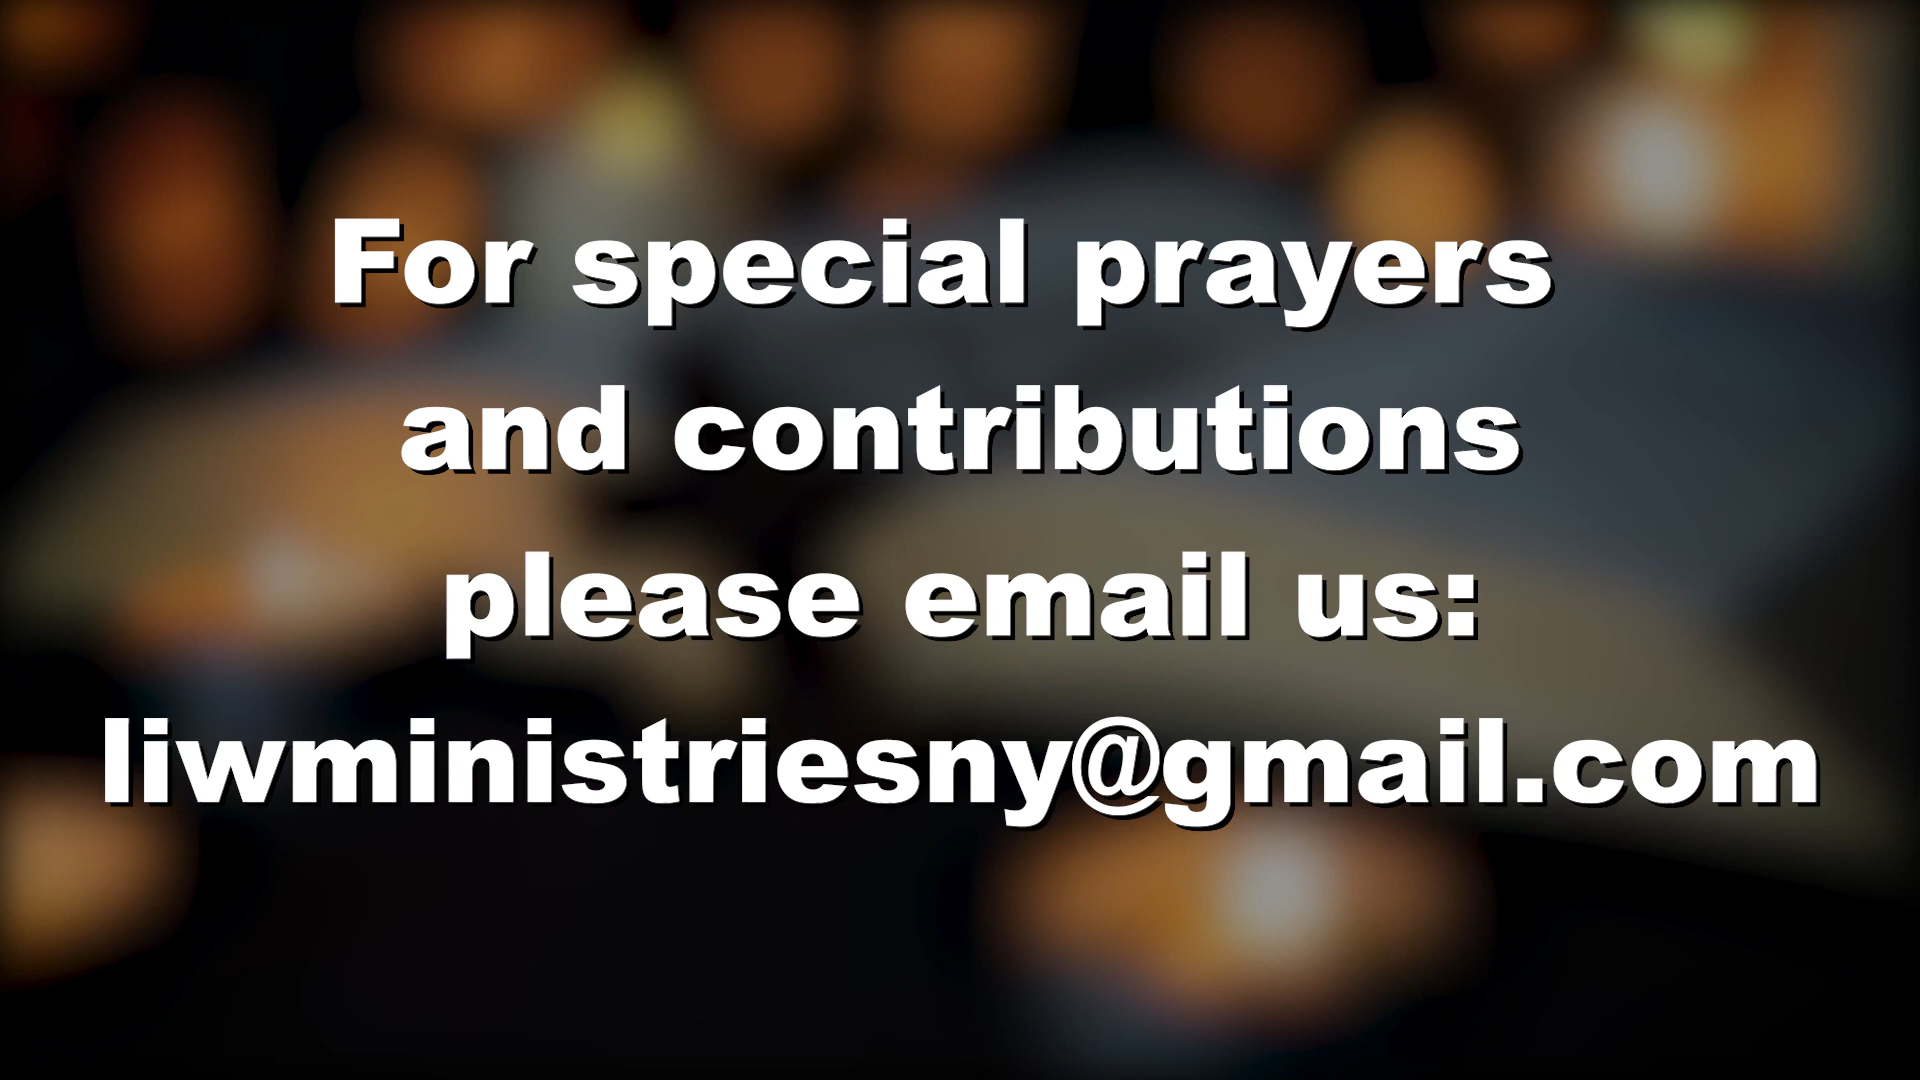 For special prayers
and contributions
please email us:
liwministriesny@gmail.com